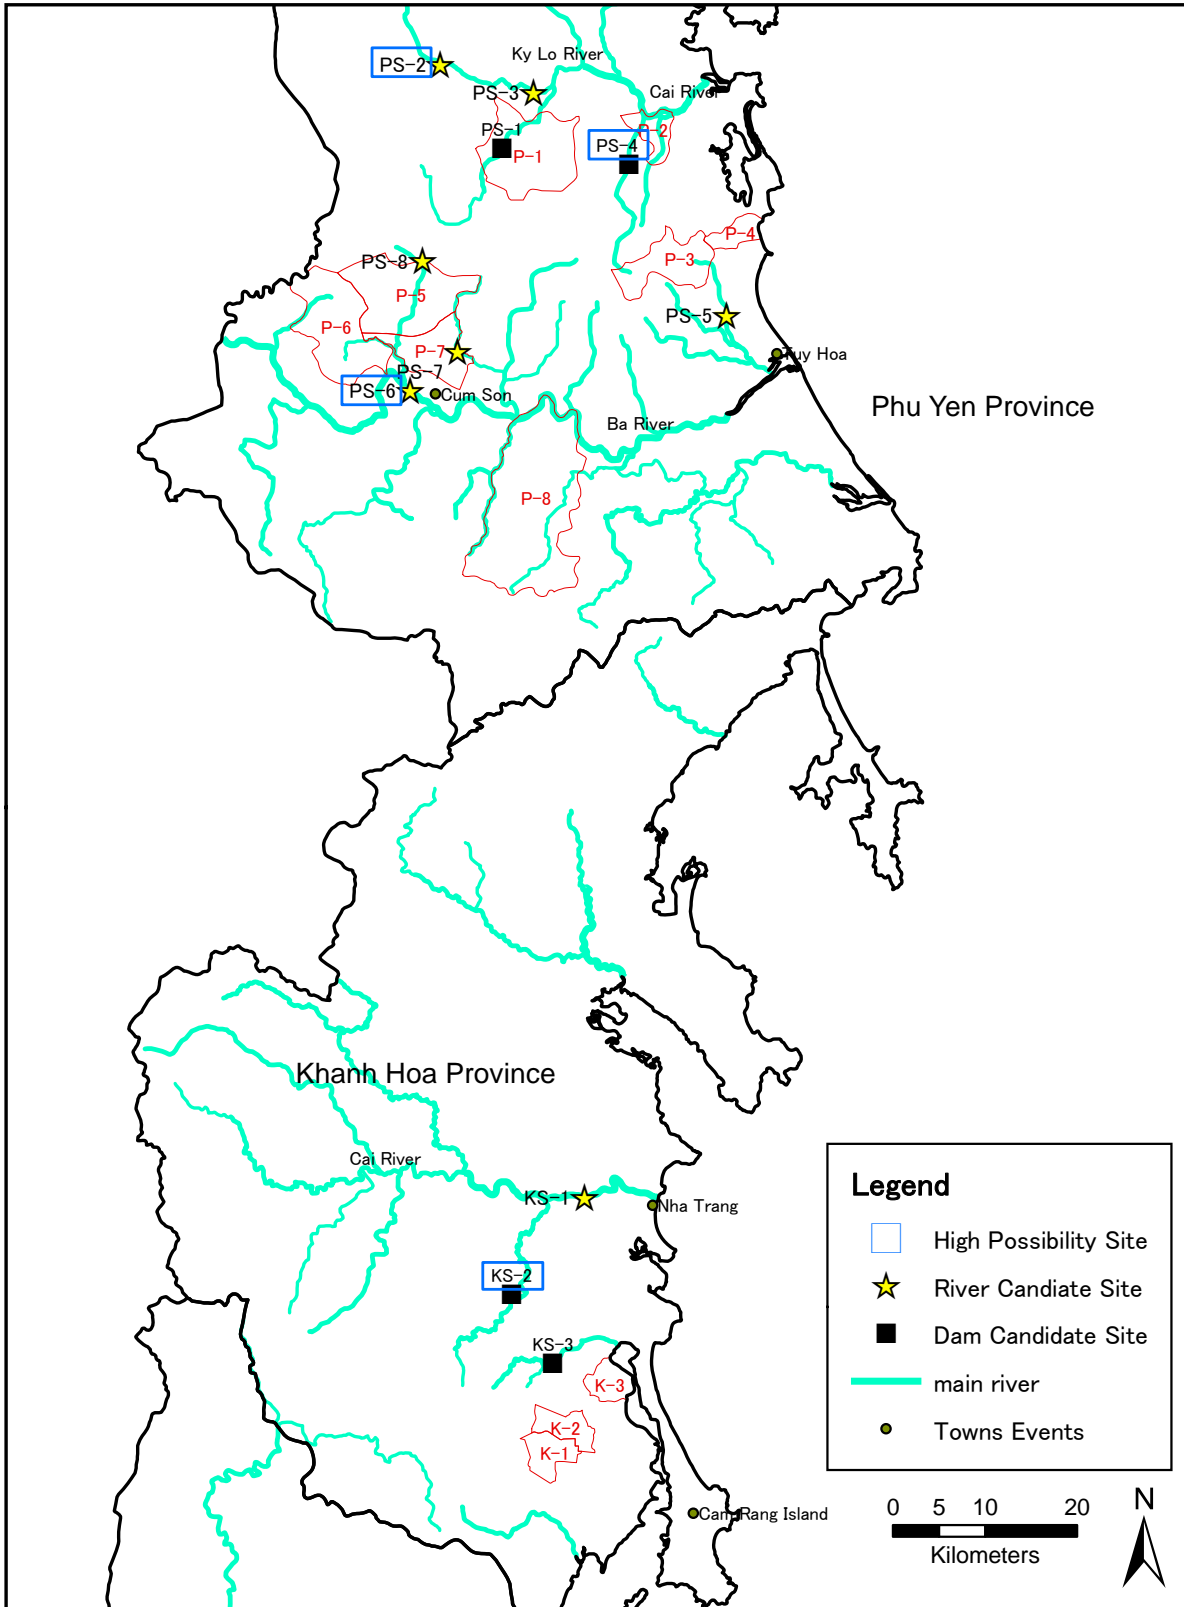 Ky Lo River
PS-2
PS-3
Cai River
PS-1
P-2
PS-4
P-1
P-4
P-3
PS-8
P-5
PS-5
P-6
P-7
Tuy Hoa
PS-7
PS-6
Cum Son
Phu Yen Province
Ba River
P-8
Khanh Hoa Province
Cai River
KS-1
Nha Trang
KS-2
KS-3
K-3
K-2
K-1
Cam Rang Island
Legend
High Possibility Site
River Candiate Site
Dam Candidate Site
main river
Towns Events
0 5 10 20
Kilometers
N